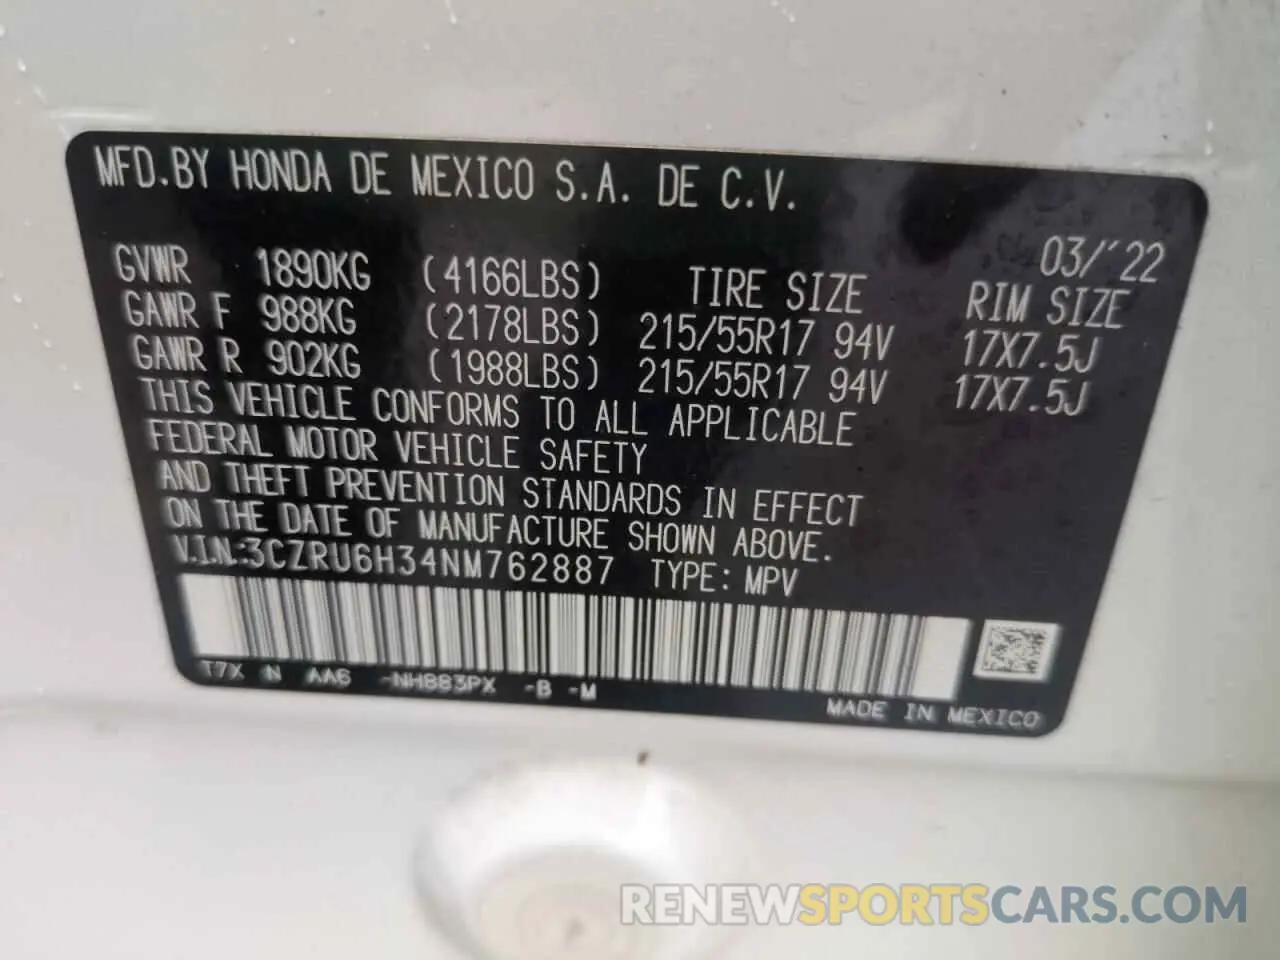 MFD.BY HONDA DE MEXICO S.A. DE C.V.
03/'22
GVWR 1890KG (4166LBS) TIRE SIZE RIM SIZE
GAWR F 988KG (2178LBS) 215/55R17 94V 17X7.5J
GAWR R 902KG (1988LBS) 215/55R17 94V 17X7.5J
THIS VEHICLE CONFORMS TO ALL APPLICABLE
FEDERAL MOTOR VEHICLE SAFETY
AND THEFT PREVENTION STANDARDS IN EFFECT
ON THE DATE OF MANUFACTURE SHOWN ABOVE.
V.I.N.:3CZRU6H34NM762887 TYPE: MPV
T7X N AA6 -NH883PX -B -M
MADE IN MEXICO
RENEWSPORTSCARS.COM